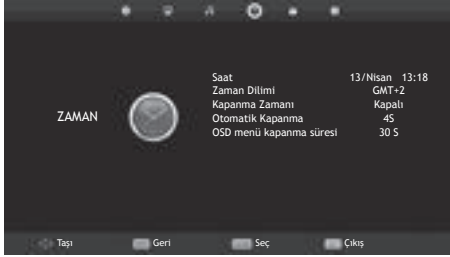 Saat 13/Nisan 13:18
Zaman Dilimi GMT+2
Kapanma Zamanı Kapalı
ZAMAN
Otomatik Kapanma 4S
OSD menü kapanma süresi 30 S
Taşı Geri Seç Çıkış